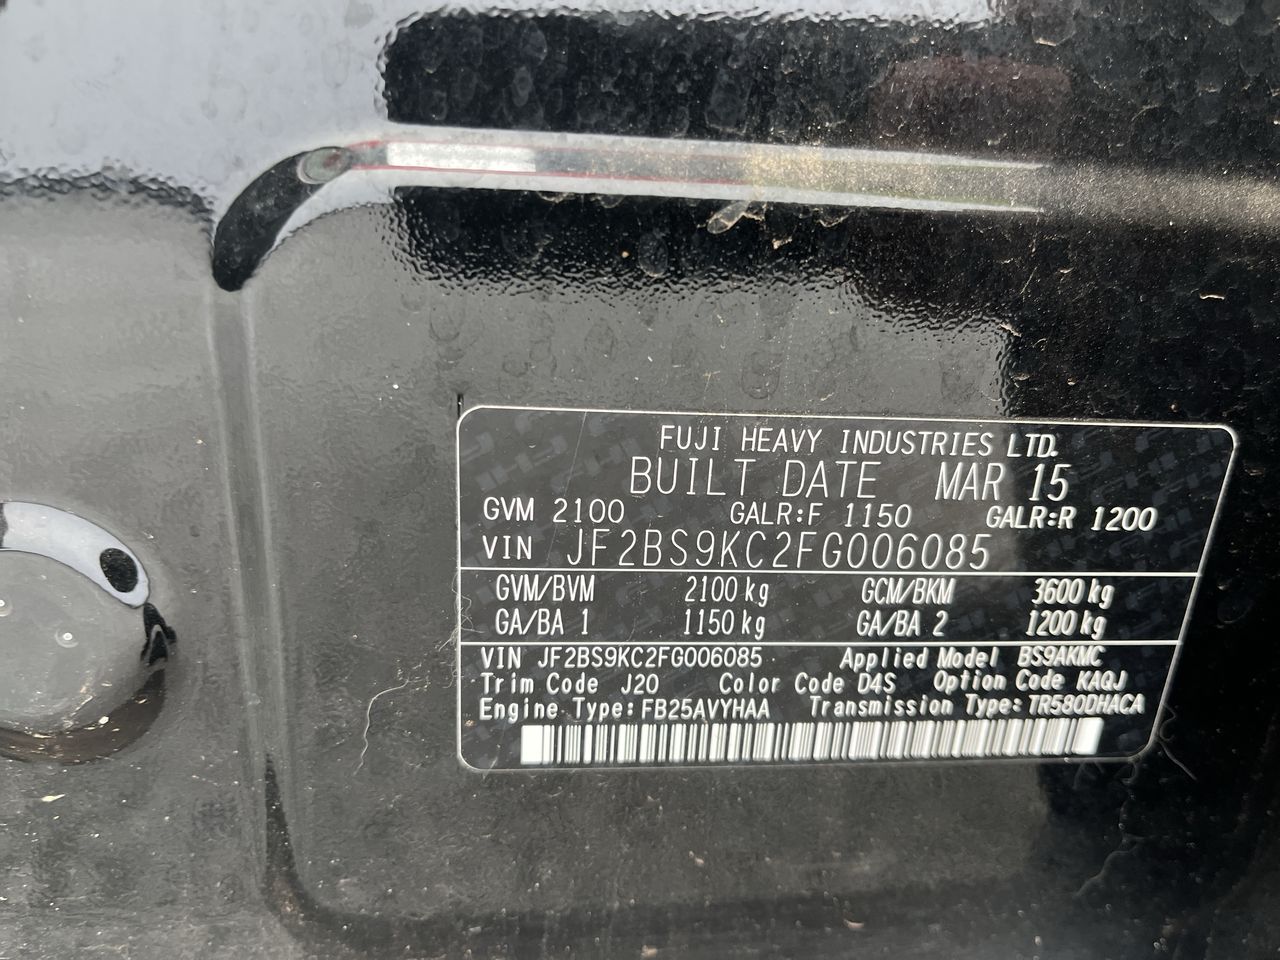 FUJI HEAVY INDUSTRIES LTD.
BUILT DATE MAR 15
GVM 2100 GALR:F 1150 GALR:R 1200
VIN JF2BS9KC2FG006085
GVM/BVM 2100 kg GCM/BKM 3600 kg
GA/BA 1 1150 kg GA/BA 2 1200 kg
VIN JF2BS9KC2FG006085 Applied Model BS9AKMC
Trim Code J20 Color Code D4S Option Code KAQJ
Engine Type: FB25AVYHAA Transmission Type: TR580DHACA